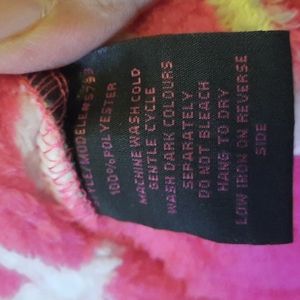 100% POLYESTER
MACHINE WASH COLD
GENTLE CYCLE
WASH DARK COLOURS
SEPARATELY
DO NOT BLEACH
HANG TO DRY
LOW IRON ON REVERSE
SIDE